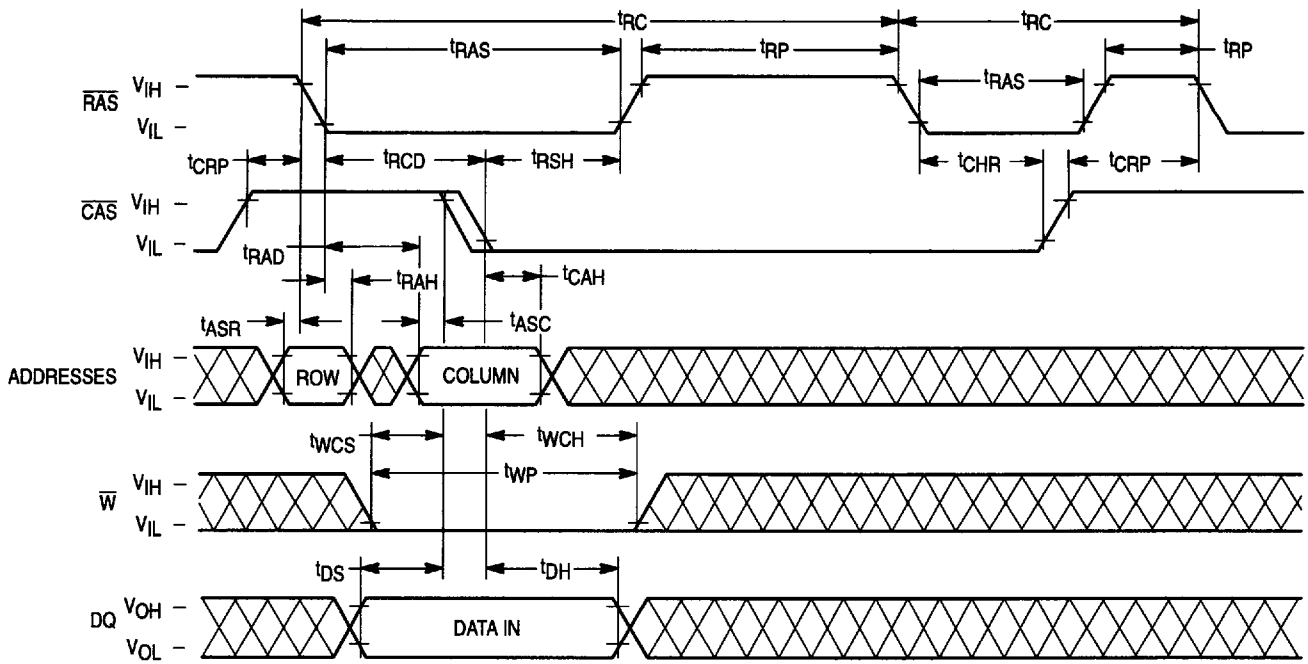 tRC tRC
tRAS tRP tRP
tRAS
RAS VIH
VIL
tCRP tRCD tRSH tCHR tCRP
CAS VIH
VIL
tRAD
tRAH tCAH
tASR tASC
ADDRESSES VIH
ROW COLUMN
VIL
tWCS tWCH
tWP
W VIH
VIL
tDS tDH
DQ VOH
DATA IN
VOL